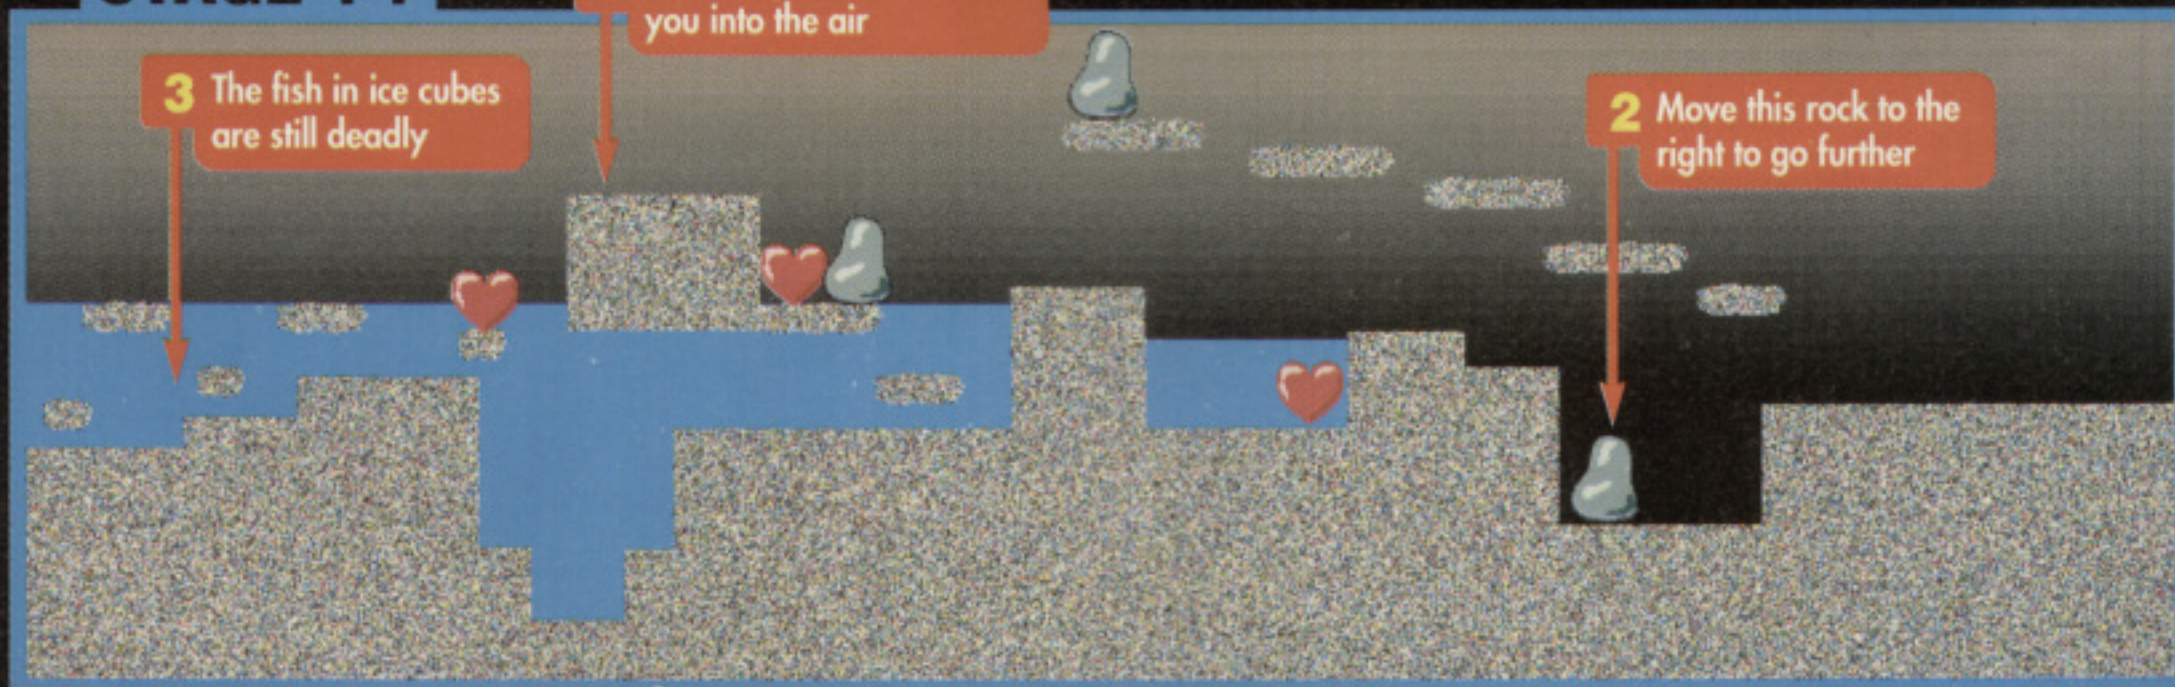 you into the air
3 The fish in ice cubes
are still deadly
2 Move this rock to the
right to go further